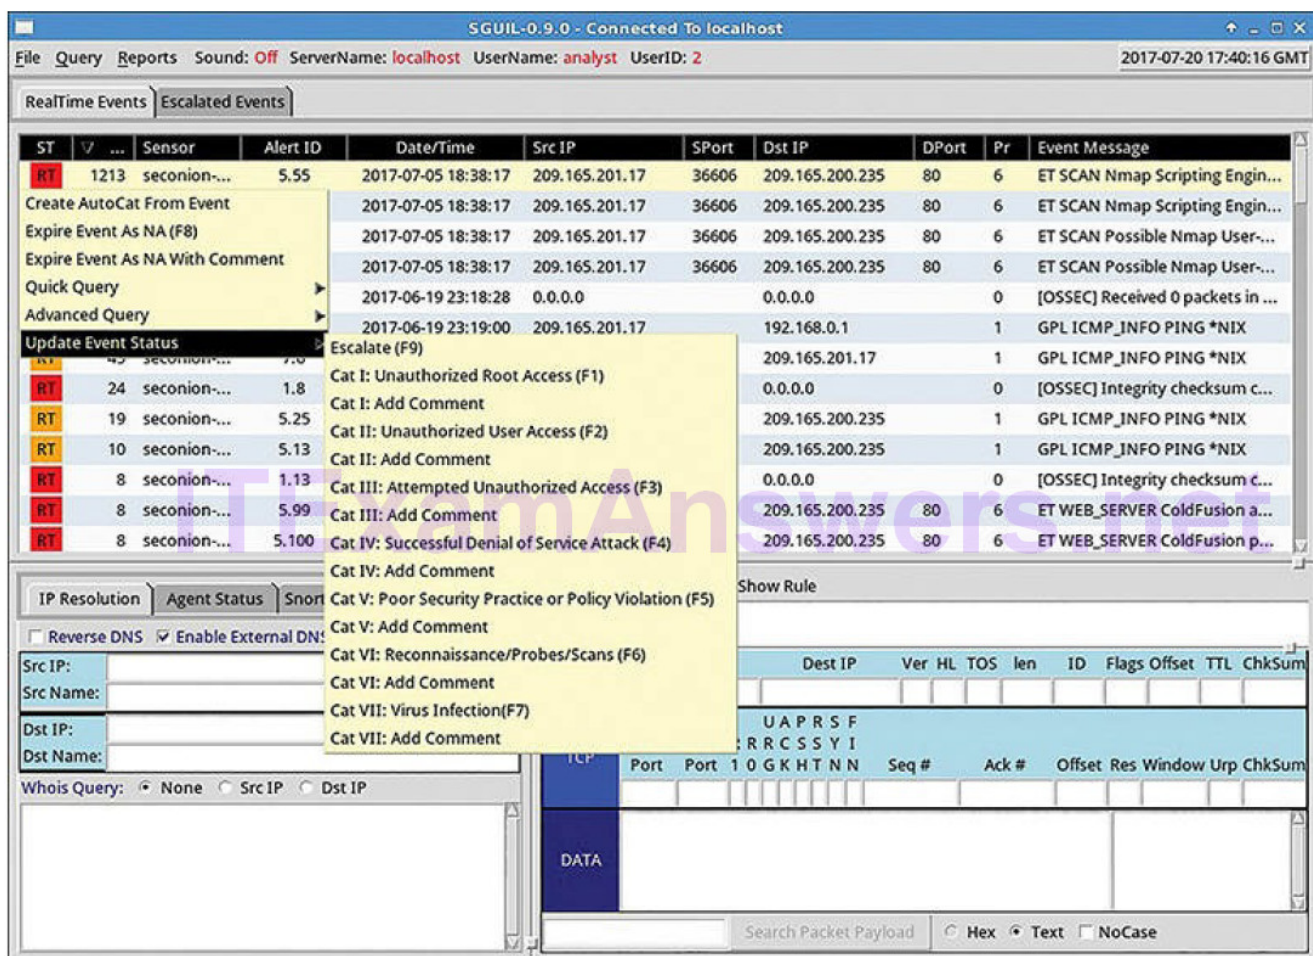 SGUIL-0.9.0 - Connected To localhost
File Query Reports Sound: Off ServerName: localhost UserName: analyst UserID: 2 2017-07-20 17:40:16 GMT
RealTime Events Escalated Events
ST ... Sensor Alert ID Date/Time Src IP SPort Dst IP DPort Pr Event Message
RT 1213 seconion-... 5.55 2017-07-05 18:38:17 209.165.201.17 36606 209.165.200.235 80 6 ET SCAN Nmap Scripting Engin...
Create AutoCat From Event 2017-07-05 18:38:17 209.165.201.17 36606 209.165.200.235 80 6 ET SCAN Nmap Scripting Engin...
Expire Event As NA (F8) 2017-07-05 18:38:17 209.165.201.17 36606 209.165.200.235 80 6 ET SCAN Possible Nmap User-...
Expire Event As NA With Comment 2017-07-05 18:38:17 209.165.201.17 36606 209.165.200.235 80 6 ET SCAN Possible Nmap User-...
Quick Query 2017-06-19 23:18:28 0.0.0.0 0.0.0.0 0 [OSSEC] Received 0 packets in ...
Advanced Query 2017-06-19 23:19:00 209.165.201.17 192.168.0.1 1 GPL ICMP_INFO PING *NIX
Update Event Status
Escalate (F9)
RT seconion-... 209.165.201.17 1 GPL ICMP_INFO PING *NIX
Cat I: Unauthorized Root Access (F1)
RT 24 seconion-... 1.8 0.0.0.0 0 [OSSEC] Integrity checksum c...
Cat I: Add Comment
RT 19 seconion-... 5.25 209.165.200.235 1 GPL ICMP_INFO PING *NIX
Cat II: Unauthorized User Access (F2)
RT 10 seconion-... 5.13 209.165.200.235 1 GPL ICMP_INFO PING *NIX
Cat II: Add Comment
RT 8 seconion-... 1.13 0.0.0.0 0 [OSSEC] Integrity checksum c...
Cat III: Attempted Unauthorized Access (F3)
RT 8 seconion-... 5.99 209.165.200.235 80 6 ET WEB_SERVER ColdFusion a...
Cat III: Add Comment
RT 8 seconion-... 5.100 209.165.200.235 80 6 ET WEB_SERVER ColdFusion p...
Cat IV: Successful Denial of Service Attack (F4)
Cat IV: Add Comment
Cat V: Poor Security Practice or Policy Violation (F5)
Cat V: Add Comment
Cat VI: Reconnaissance/Probes/Scans (F6)
Cat VI: Add Comment
Cat VII: Virus Infection(F7)
Cat VII: Add Comment
ITExamAnswers.net
IP Resolution Agent Status Snort
Show Rule
Reverse DNS Enable External DNS
Src IP:
Src Name:
Dst IP:
Dst Name:
Whois Query: None Src IP Dst IP
Dest IP Ver HL TOS len ID Flags Offset TTL ChkSum
U A P R S F
R R C S S Y I
TCP Port Port 1 0 G K H T N N Seq # Ack # Offset Res Window Urp ChkSum
DATA
Search Packet Payload Hex Text NoCase